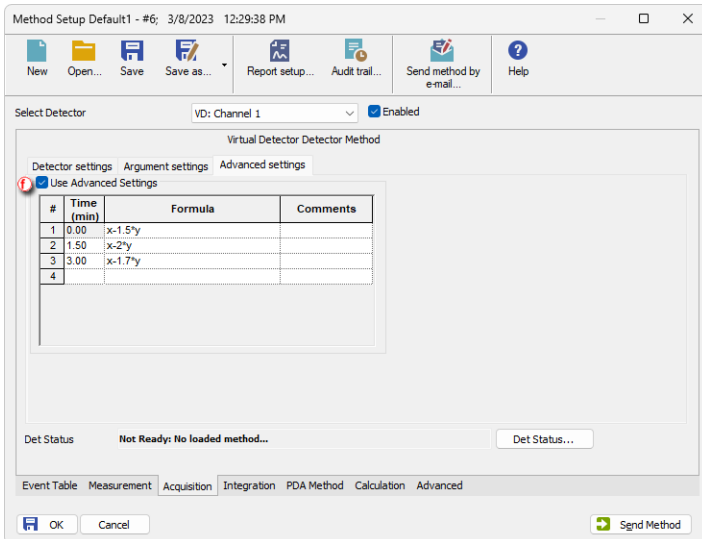 Method Setup Default1 - #6; 3/8/2023 12:29:38 PM
New Open... Save Save as... Report setup... Audit trail... Send method by e-mail... Help
Select Detector VD: Channel 1 Enabled
Virtual Detector Detector Method
Detector settings Argument settings Advanced settings
f Use Advanced Settings
# Time (min) Formula Comments
1 0.00 x-1.5*y
2 1.50 x-2*y
3 3.00 x-1.7*y
4
Det Status Not Ready: No loaded method... Det Status...
Event Table Measurement Acquisition Integration PDA Method Calculation Advanced
OK Cancel Send Method